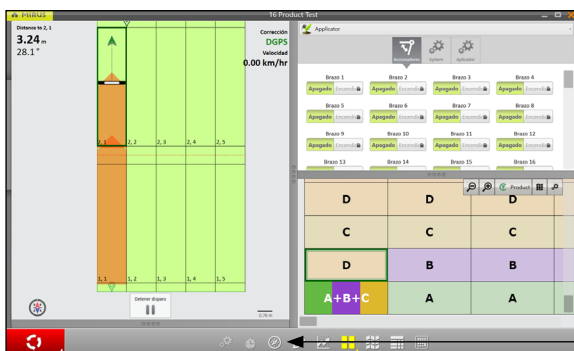 MIRUS
16 Product Test
Distance to 2, 1
3.24 m
28.1°
Corrección
DGPS
Velocidad
0.00 km/hr
2, 1
2, 2
2, 3
2, 4
2, 5
1, 1
1, 2
1, 3
1, 4
1, 5
Detener disparo
0.76 m
Applicator
Accionadores
System
Aplicador
Brazo 1
Brazo 2
Brazo 3
Brazo 4
Apagado Encendido
Apagado Encendido
Apagado Encendido
Apagado Encendido
Brazo 5
Brazo 6
Brazo 7
Brazo 8
Apagado Encendido
Apagado Encendido
Apagado Encendido
Apagado Encendido
Brazo 9
Brazo 10
Brazo 11
Brazo 12
Apagado Encendido
Apagado Encendido
Apagado Encendido
Apagado Encendido
Brazo 13
Brazo 14
Brazo 15
Brazo 16
Product
D
D
D
C
C
C
D
B
B
A+B+C
A
A